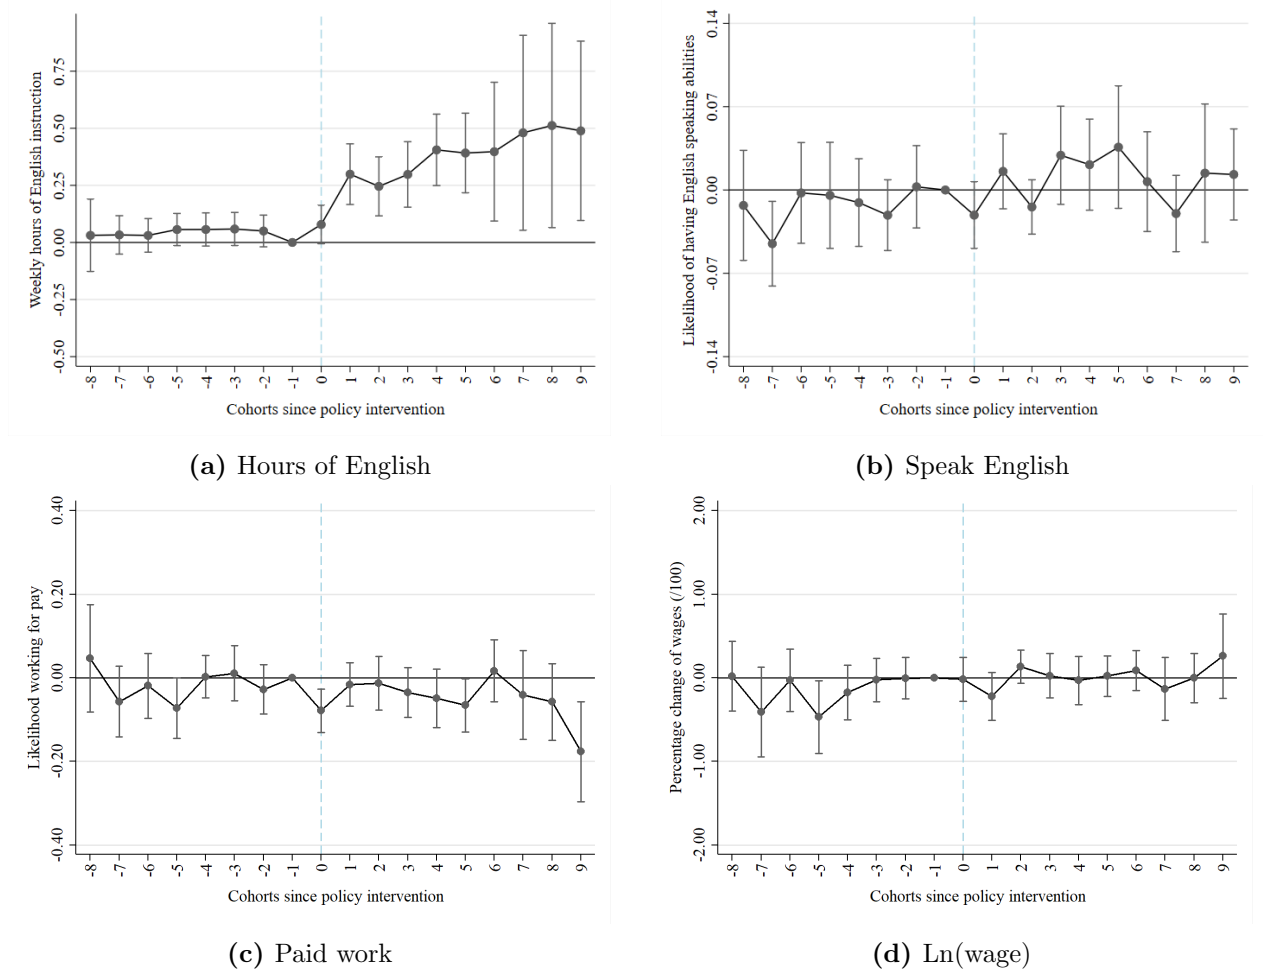 Weekly hours of English instruction
0.75
0.50
0.25
0.00
-0.25
-0.50
-8 -7 -6 -5 -4 -3 -2 -1 0 1 2 3 4 5 6 7 8 9
Cohorts since policy intervention
(a) Hours of English
Likelihood of having English speaking abilities
0.14
0.07
0.00
-0.07
-0.14
-8 -7 -6 -5 -4 -3 -2 -1 0 1 2 3 4 5 6 7 8 9
Cohorts since policy intervention
(b) Speak English
Likelihood working for pay
0.40
0.20
0.00
-0.20
-0.40
-8 -7 -6 -5 -4 -3 -2 -1 0 1 2 3 4 5 6 7 8 9
Cohorts since policy intervention
(c) Paid work
Percentage change of wages (/100)
2.00
1.00
0.00
-1.00
-2.00
-8 -7 -6 -5 -4 -3 -2 -1 0 1 2 3 4 5 6 7 8 9
Cohorts since policy intervention
(d) Ln(wage)